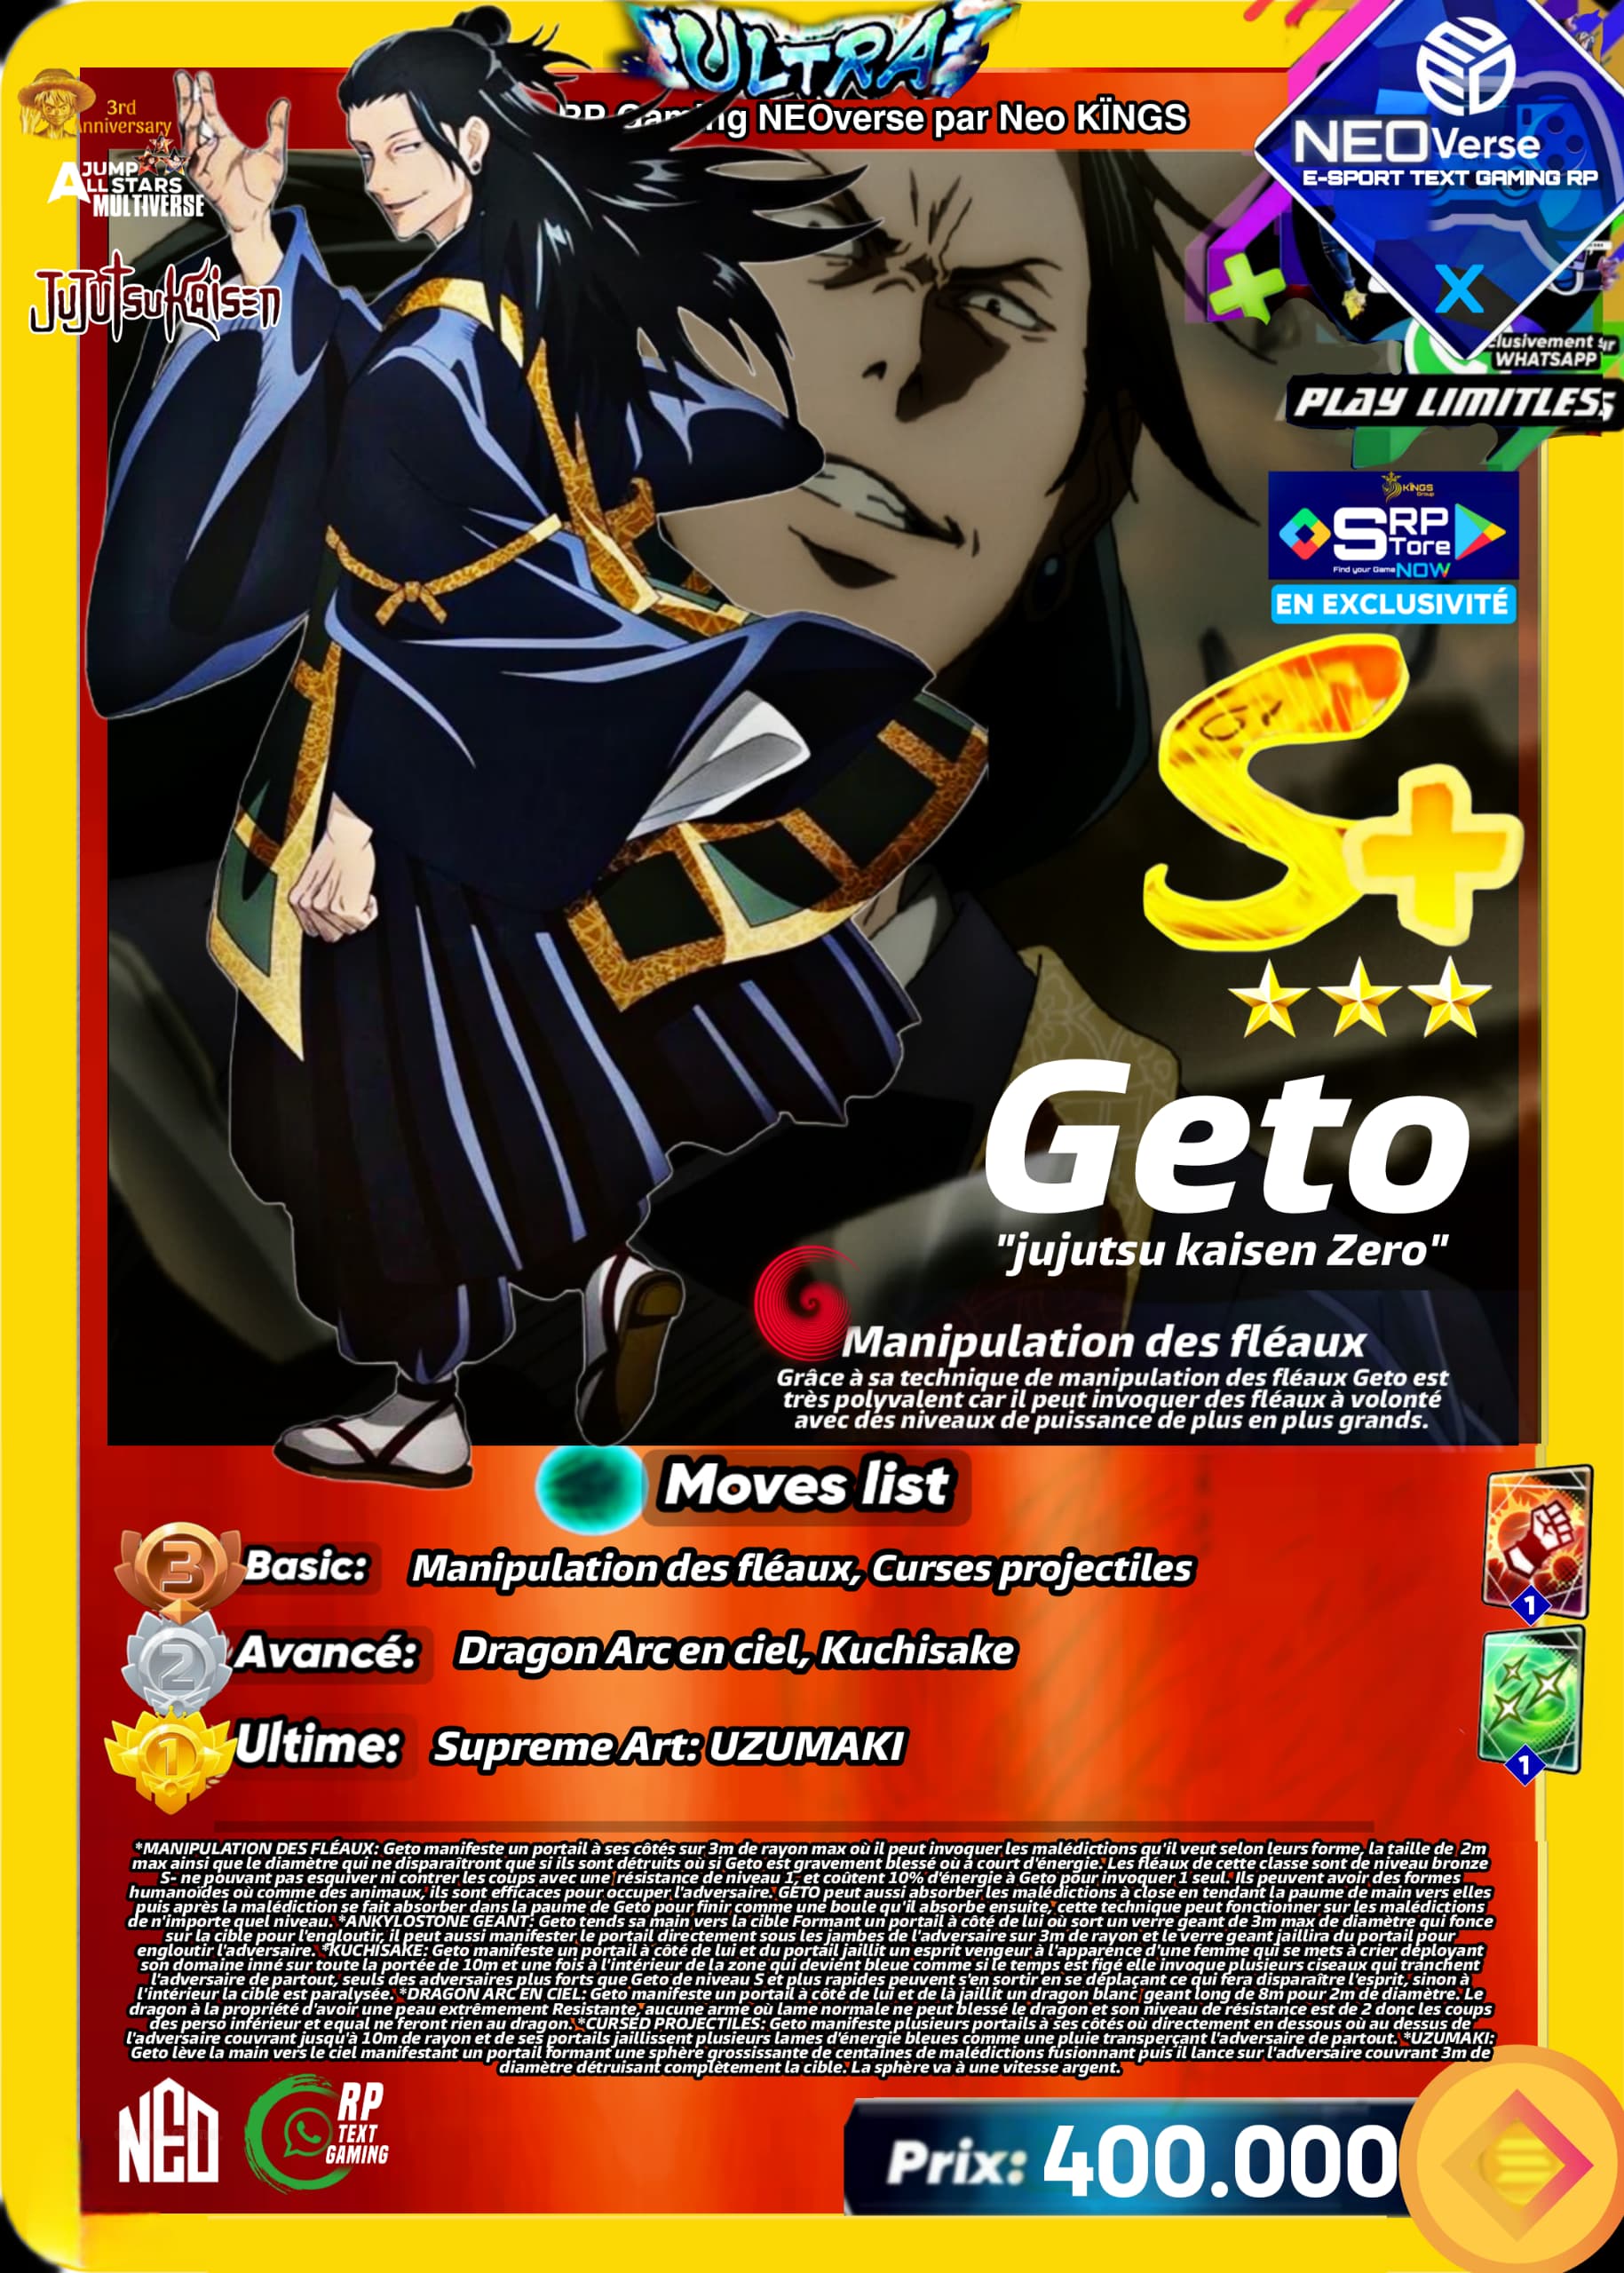 ULTRA
RP Gaming NEOverse par Neo KÏNGS
3rd
Anniversary
JUMP
ALL STARS
MULTIVERSE
JUJUTSU KAISEN
NEOVerse
E-SPORT TEXT GAMING RP
X
clusivement sur
WHATSAPP
PLAY LIMITLESS
KINGS
Group
SRP
Tore
Find your Game NOW
EN EXCLUSIVITÉ
S+
Geto
"jujutsu kaisen Zero"
Manipulation des fléaux
Grâce à sa technique de manipulation des fléaux Geto est
très polyvalent car il peut invoquer des fléaux à volonté
avec des niveaux de puissance de plus en plus grands.
Moves list
3 Basic: Manipulation des fléaux, Curses projectiles
1
2 Avancé: Dragon Arc en ciel, Kuchisake
1 Ultime: Supreme Art: UZUMAKI
1
*MANIPULATION DES FLÉAUX: Geto manifeste un portail à ses côtés sur 3m de rayon max où il peut invoquer les malédictions qu'il veut selon leurs forme, la taille de 2m
max ainsi que le diamètre qui ne disparaîtront que si ils sont détruits où si Geto est gravement blessé où à court d'énergie. Les fléaux de cette classe sont de niveau bronze
S- ne pouvant pas esquiver ni contrer les coups avec une résistance de niveau 1, et coûtent 10% d'énergie à Geto pour invoquer 1 seul. Ils peuvent avoir des formes
humanoïdes où comme des animaux, ils sont efficaces pour occuper l'adversaire. GETO peut aussi absorber les malédictions à close en tendant la paume de main vers elles
puis après la malédiction se fait absorber dans la paume de Geto pour finir comme une boule qu'il absorbe ensuite, cette technique peut fonctionner sur les malédictions
de n'importe quel niveau. *ANKYLOSTONE GEANT: Geto tends sa main vers la cible Formant un portail à côté de lui où sort un verre geant de 3m max de diamètre qui fonce
sur la cible pour l'engloutir, il peut aussi manifester le portail directement sous les jambes de l'adversaire sur 3m de rayon et le verre geant jaillira du portail pour
engloutir l'adversaire. *KUCHISAKE: Geto manifeste un portail à côté de lui et du portail jaillit un esprit vengeur à l'apparence d'une femme qui se mets à crier déployant
son domaine inné sur toute la portée de 10m et une fois à l'intérieur de la zone qui devient bleue comme si le temps est figé elle invoque plusieurs ciseaux qui tranchent
l'adversaire de partout, seuls des adversaires plus forts que Geto de niveau S et plus rapides peuvent s'en sortir en se déplaçant ce qui fera disparaître l'esprit, sinon à
l'intérieur la cible est paralysée. *DRAGON ARC EN CIEL: Geto manifeste un portail à côté de lui et de là jaillit un dragon blanc geant long de 8m pour 2m de diamètre. Le
dragon à la propriété d'avoir une peau extrêmement Resistante, aucune arme où lame normale ne peut blessé le dragon et son niveau de résistance est de 2 donc les coups
des perso inférieur et equal ne feront rien au dragon. *CURSED PROJECTILES: Geto manifeste plusieurs portails à ses côtés où directement en dessous où au dessus de
l'adversaire couvrant jusqu'à 10m de rayon et de ses portails jaillissent plusieurs lames d'énergie bleues comme une pluie transperçant l'adversaire de partout. *UZUMAKI:
Geto lève la main vers le ciel manifestant un portail formant une sphère grossissante de centaines de malédictions fusionnant puis il lance sur l'adversaire couvrant 3m de
diamètre détruisant complètement la cible. La sphère va à une vitesse argent.
NEO
RP
TEXT
GAMING
Prix: 400.000